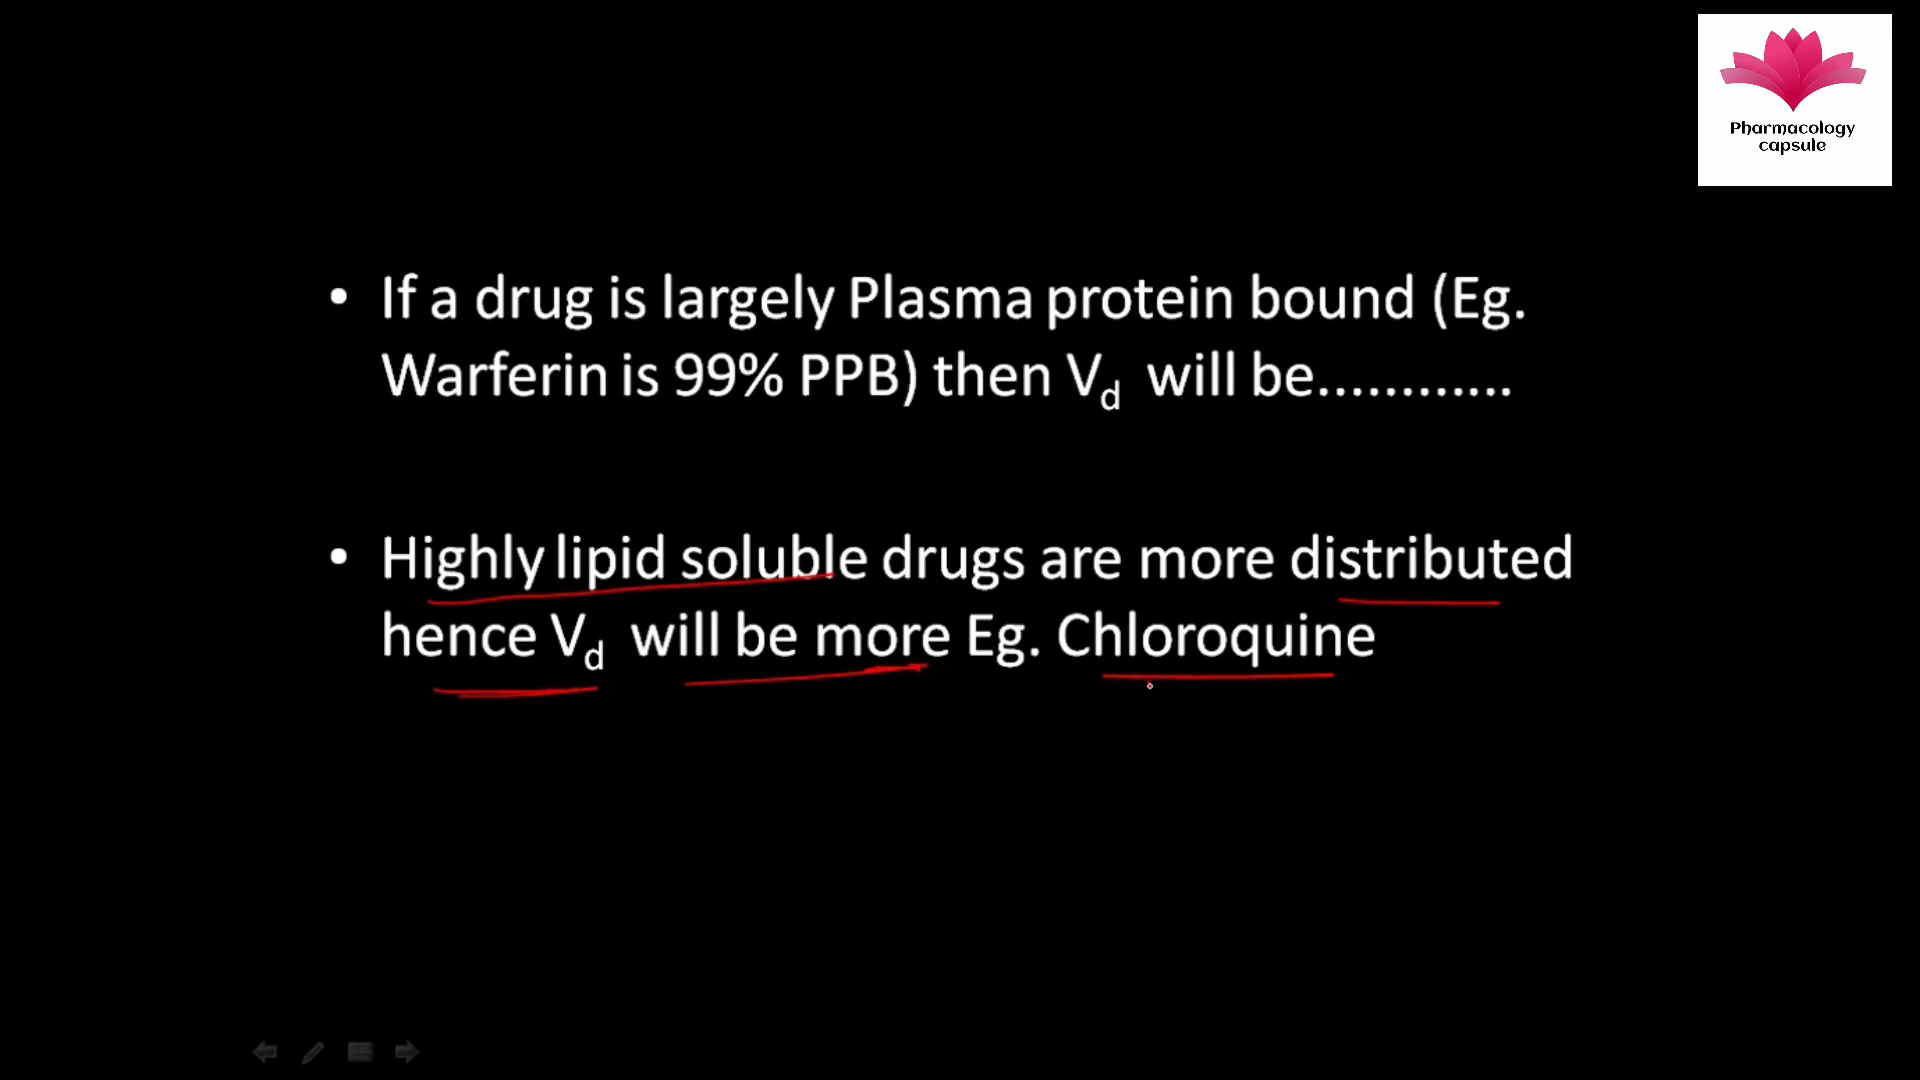 Pharmacology
capsule
• If a drug is largely Plasma protein bound (Eg.
Warferin is 99% PPB) then Vd will be............
• Highly lipid soluble drugs are more distributed
hence Vd will be more Eg. Chloroquine